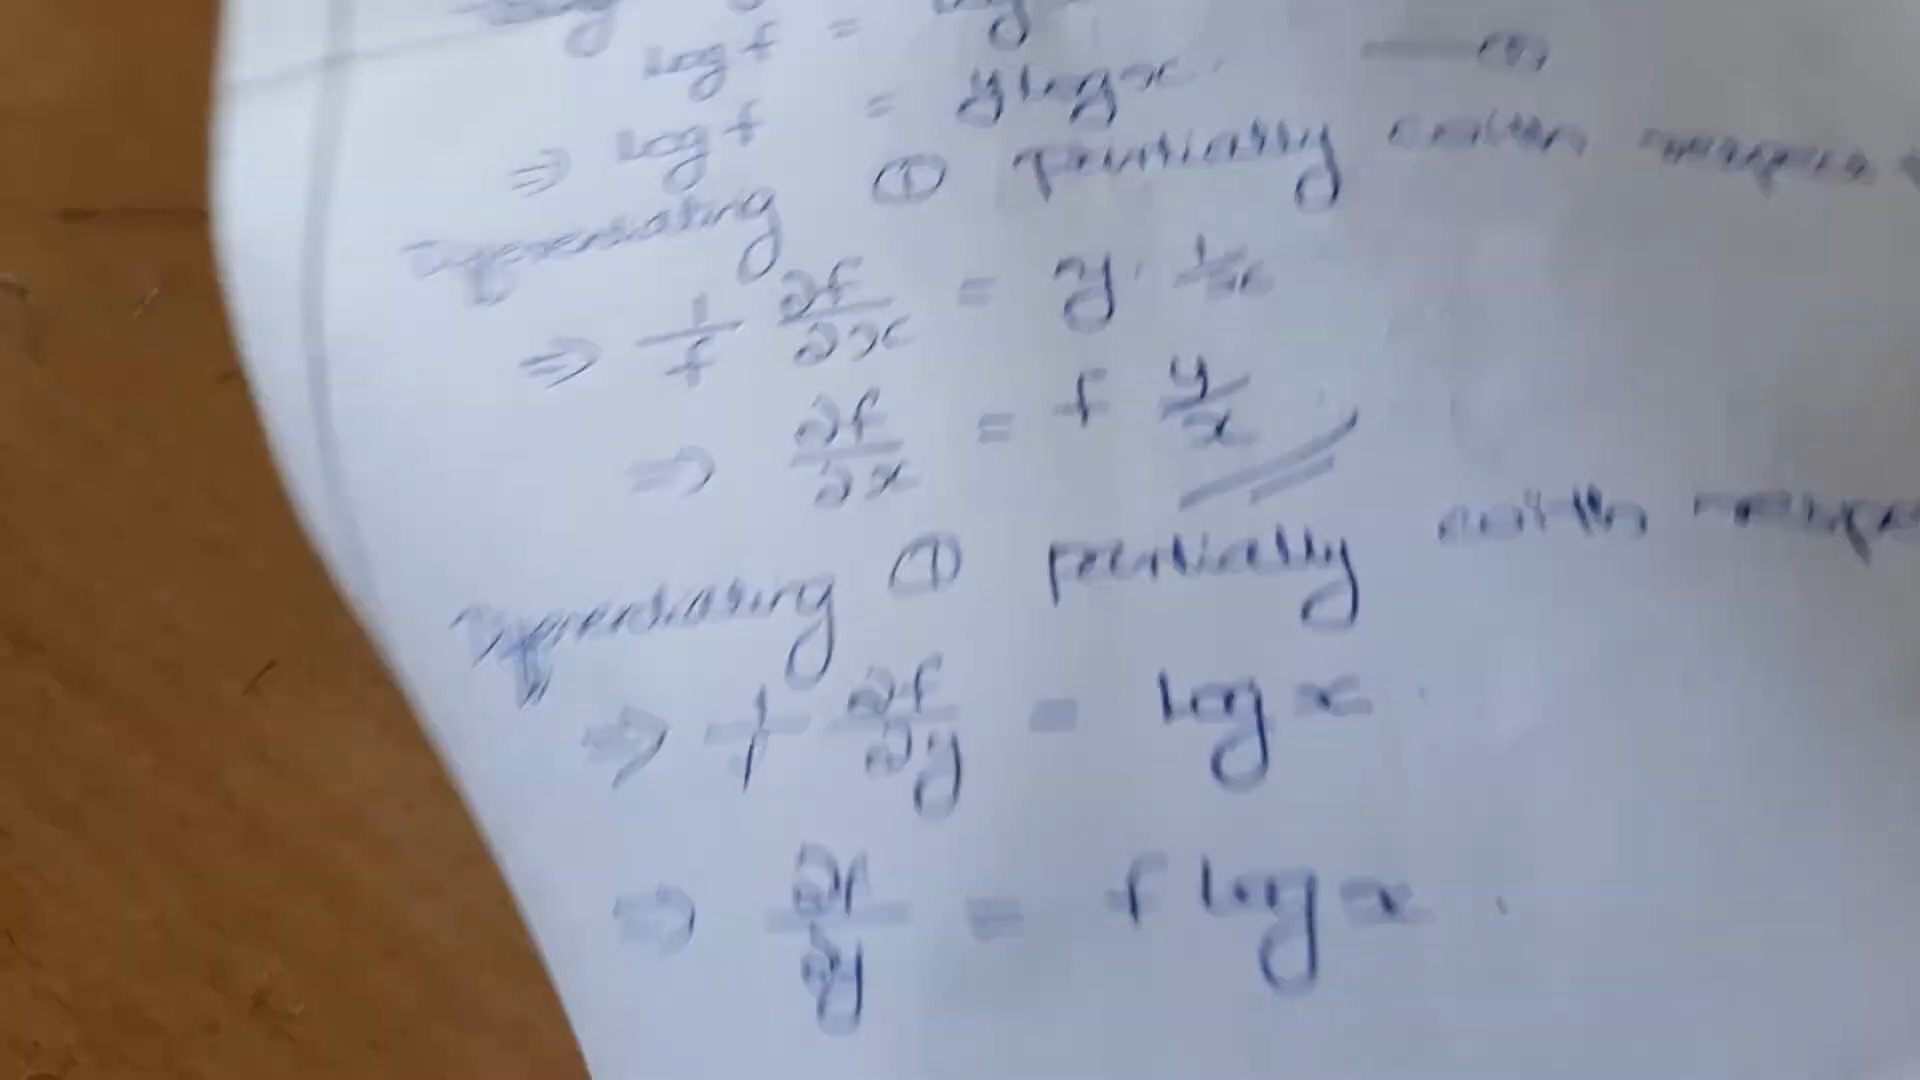 log f = log
⇒ log f = y log x. —(1)
Differentiating ① partially with respect
⇒ 1/f ∂f/∂x = y · 1/x
⇒ ∂f/∂x = f y/x
Differentiating ① partially with respe
⇒ 1/f ∂f/∂y = log x
⇒ ∂f/∂y = f log x.